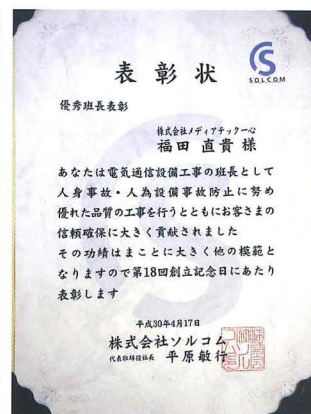 SOLCOM
表彰状
優秀班長表彰
株式会社メディアテック一心
福田 直貴 様
あなたは電気通信設備工事の班長として
人身事故・人為設備事故防止に努め
優れた品質の工事を行うとともにお客さまの
信頼確保に大きく貢献されました
その功績はまことに大きく他の模範と
なりますので第18回創立記念日にあたり
表彰します
平成30年4月17日
株式会社ソルコム
代表取締役社長 平原敏行